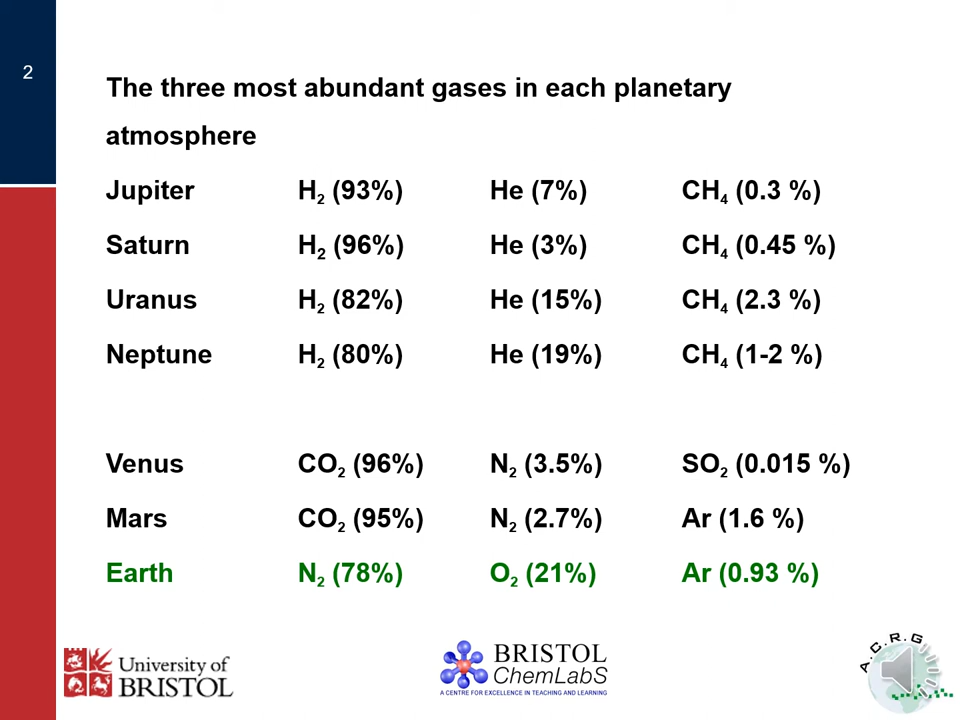 2
The three most abundant gases in each planetary
atmosphere
Jupiter H₂ (93%) He (7%) CH₄ (0.3 %)
Saturn H₂ (96%) He (3%) CH₄ (0.45 %)
Uranus H₂ (82%) He (15%) CH₄ (2.3 %)
Neptune H₂ (80%) He (19%) CH₄ (1-2 %)
Venus CO₂ (96%) N₂ (3.5%) SO₂ (0.015 %)
Mars CO₂ (95%) N₂ (2.7%) Ar (1.6 %)
Earth N₂ (78%) O₂ (21%) Ar (0.93 %)
University of
BRISTOL
BRISTOL
ChemLabS
A CENTRE FOR EXCELLENCE IN TEACHING AND LEARNING
A.C.R.G